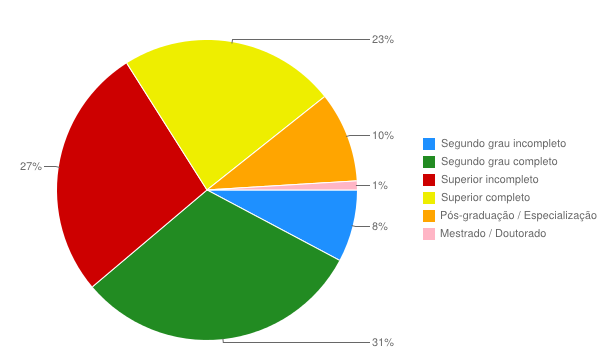 23%
10%
27%
1%
8%
31%
Segundo grau incompleto
Segundo grau completo
Superior incompleto
Superior completo
Pós-graduação / Especialização
Mestrado / Doutorado